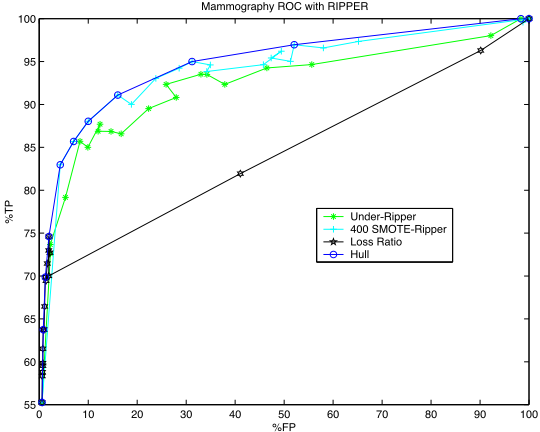 Mammography ROC with RIPPER
100
95
90
85
80
75
70
65
60
55
%TP
Under-Ripper
400 SMOTE-Ripper
Loss Ratio
Hull
0 10 20 30 40 50 60 70 80 90 100
%FP